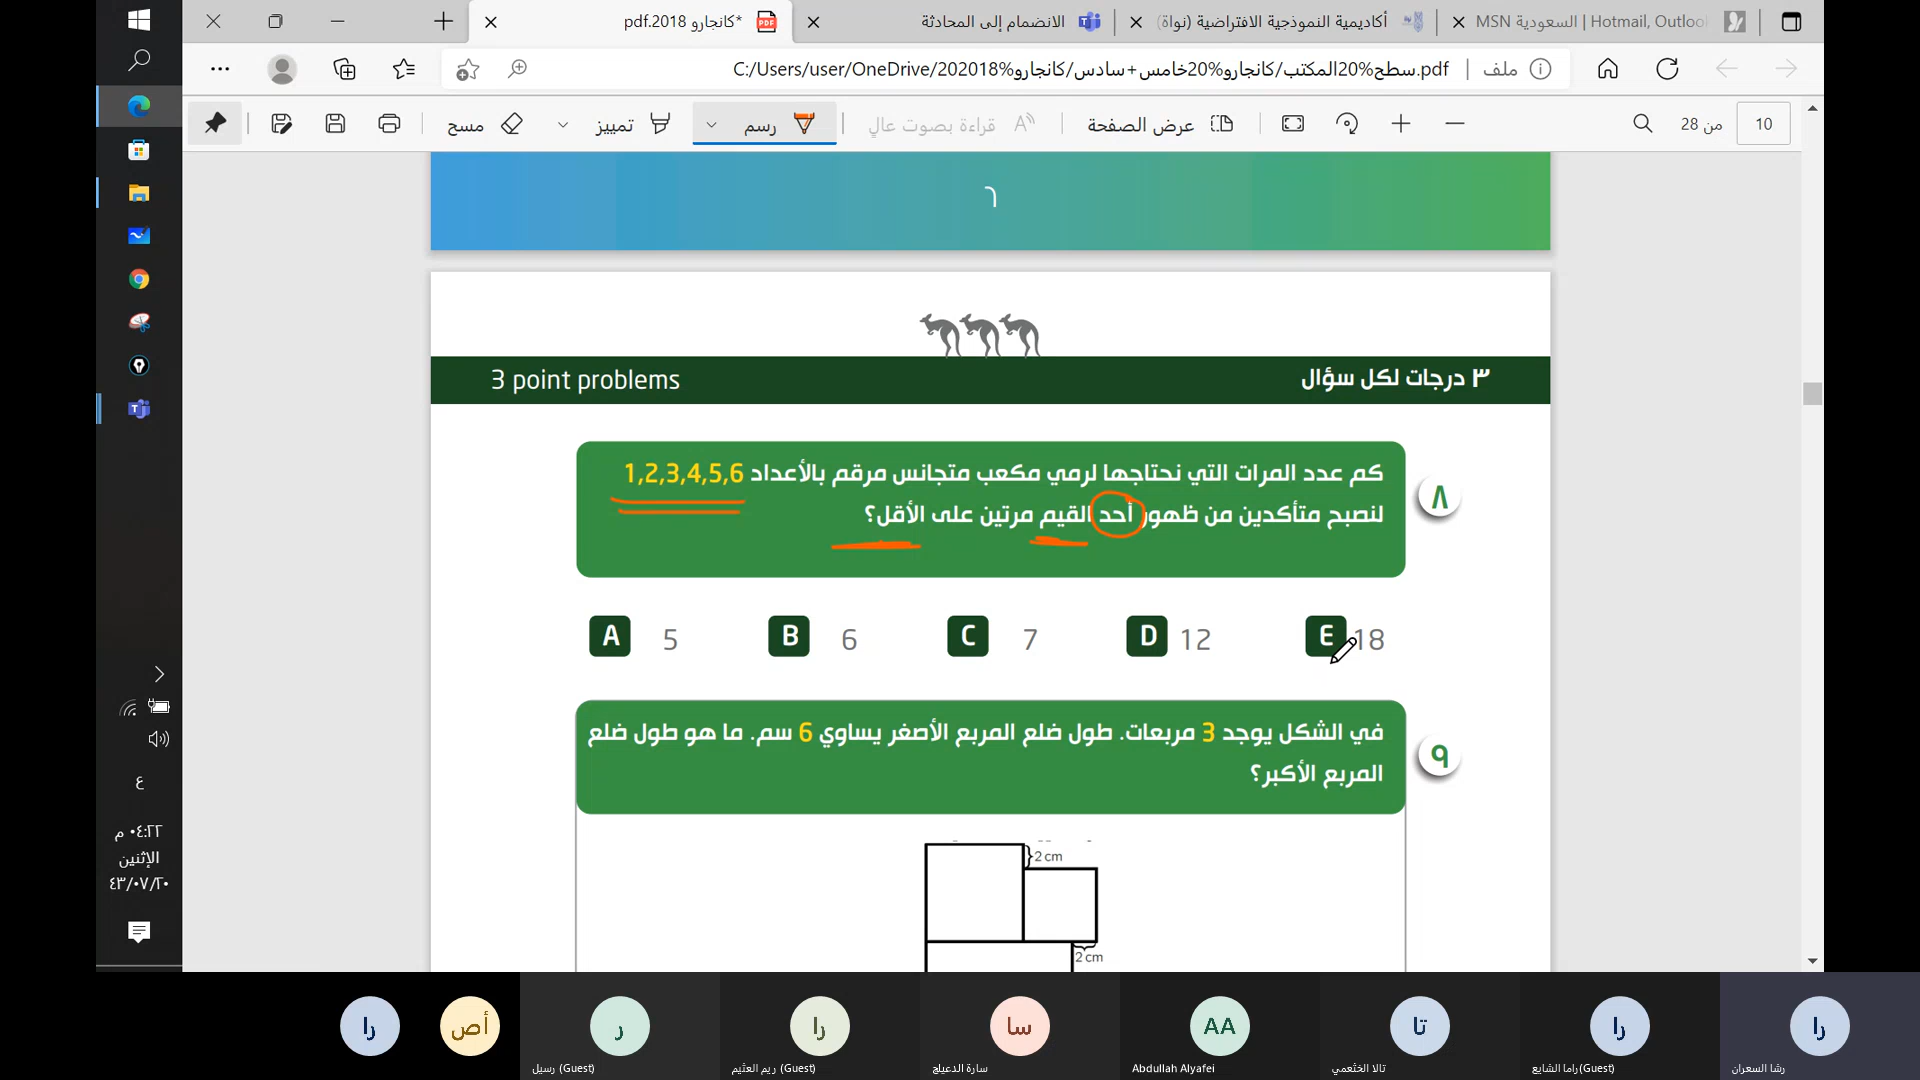 *كانجارو 2018.pdf
الانضمام إلى المحادثة
أكاديمية النموذجية الافتراضية (نواة)
السعودية MSN | Hotmail, Outloo
C:/Users/user/OneDrive/سطح%20المكتب/كانجارو%20خامس+سادس/كانجارو%202018.pdf
ملف
مسح
تمييز
رسم
قراءة بصوت عالٍ
عرض الصفحة
من 28
10
٦
3 point problems
٣ درجات لكل سؤال
٨
كم عدد المرات التي نحتاجها لرمي مكعب متجانس مرقم بالأعداد 1,2,3,4,5,6
لنصبح متأكدين من ظهور أحد القيم مرتين على الأقل؟
A 5 B 6 C 7 D 12 E 18
٩
في الشكل يوجد 3 مربعات. طول ضلع المربع الأصغر يساوي 6 سم. ما هو طول ضلع
المربع الأكبر؟
2 cm
2 cm
ع
٠٤:٢٢ م
الإثنين
٤٣/٠٧/٢٠
را
أص
ر
را
سا
AA
تا
را
را
رسيل (Guest)
ريم العثيم (Guest)
سارة الدعيلج
Abdullah Alyafei
تالا الخثعمي
راما الشايع(Guest)
رشا السعران